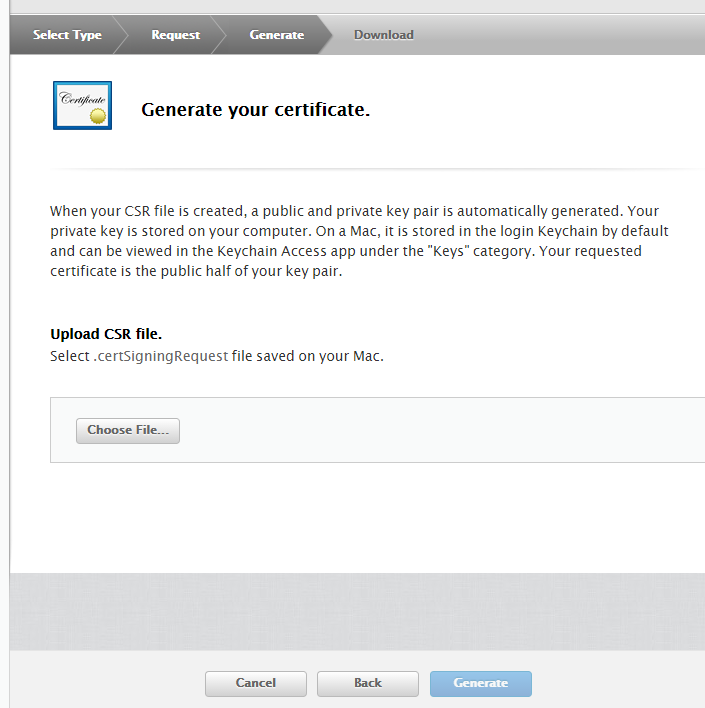 Select Type Request Generate Download
Certificate
Generate your certificate.
When your CSR file is created, a public and private key pair is automatically generated. Your
private key is stored on your computer. On a Mac, it is stored in the login Keychain by default
and can be viewed in the Keychain Access app under the "Keys" category. Your requested
certificate is the public half of your key pair.
Upload CSR file.
Select .certSigningRequest file saved on your Mac.
Choose File...
Cancel Back Generate